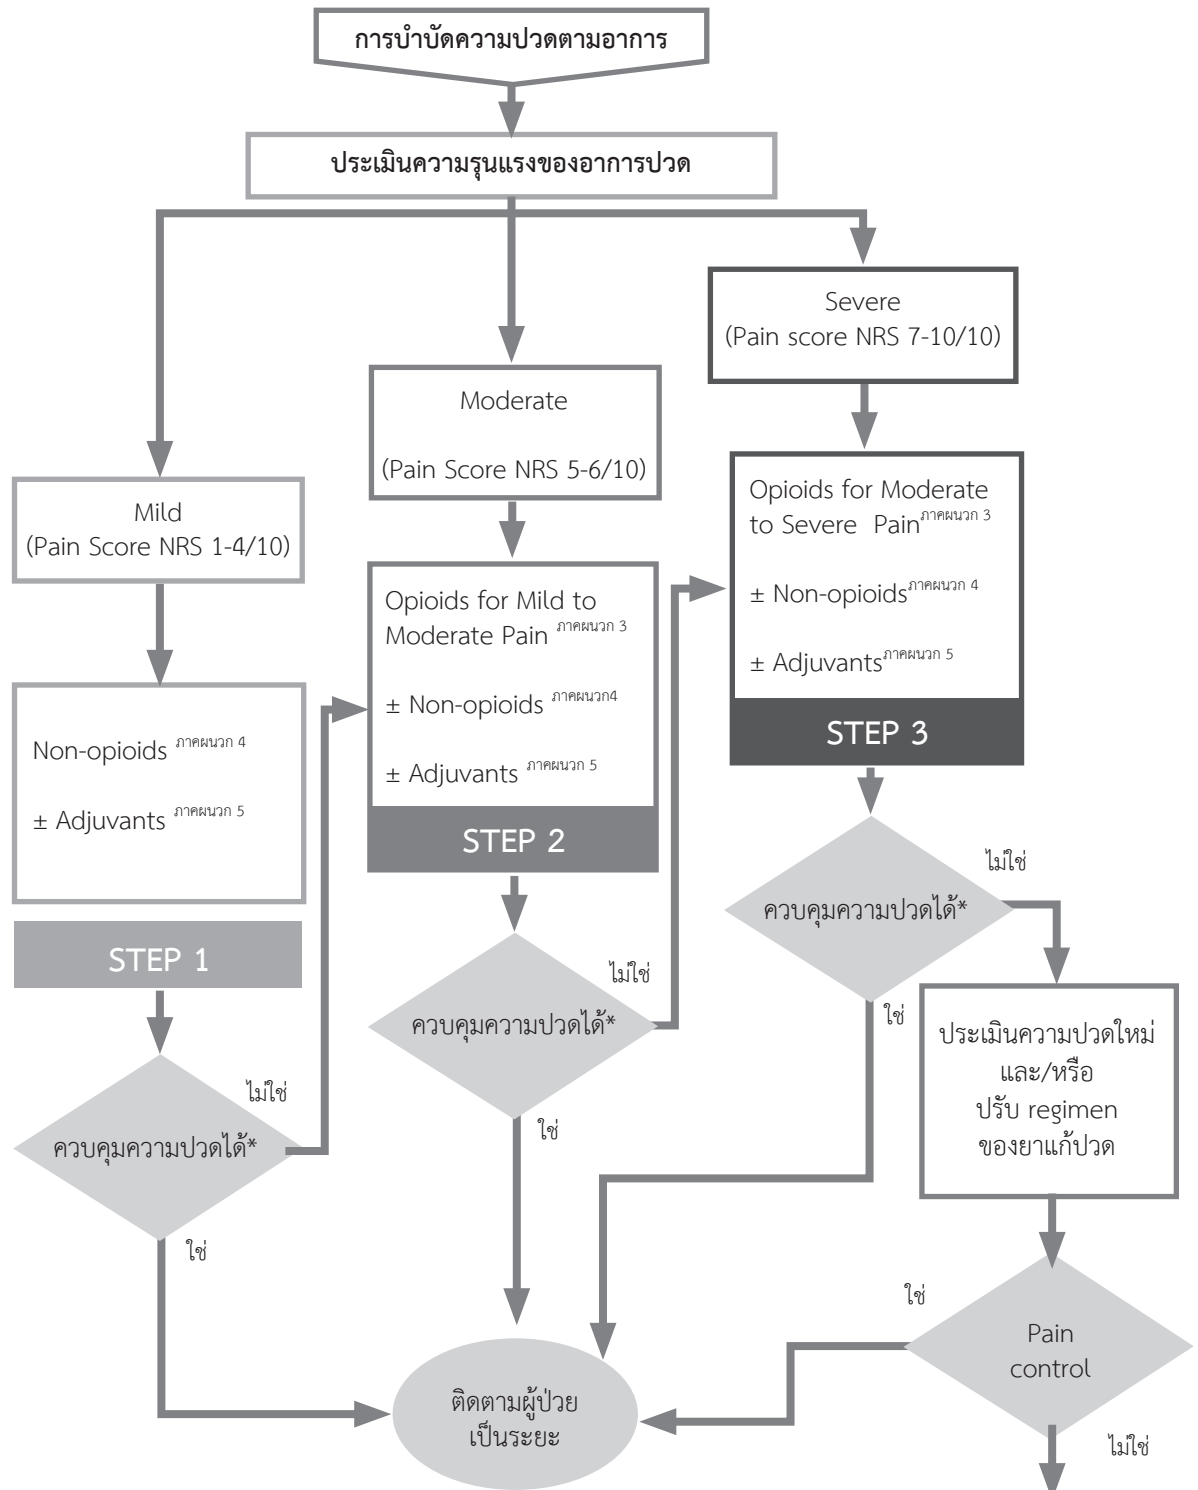 การบำบัดความปวดตามอาการ
ประเมินความรุนแรงของอาการปวด
Severe
(Pain score NRS 7-10/10)
Moderate
(Pain Score NRS 5-6/10)
Mild
(Pain Score NRS 1-4/10)
Non-opioids ภาคผนวก 4
± Adjuvants ภาคผนวก 5
STEP 1
ควบคุมความปวดได้*
ไม่ใช่
ใช่
Opioids for Mild to
Moderate Pain ภาคผนวก 3
± Non-opioids ภาคผนวก4
± Adjuvants ภาคผนวก 5
STEP 2
ควบคุมความปวดได้*
ไม่ใช่
ใช่
Opioids for Moderate
to Severe Pain ภาคผนวก 3
± Non-opioids ภาคผนวก 4
± Adjuvants ภาคผนวก 5
STEP 3
ควบคุมความปวดได้*
ไม่ใช่
ใช่
ประเมินความปวดใหม่
และ/หรือ
ปรับ regimen
ของยาแก้ปวด
Pain
control
ใช่
ไม่ใช่
ติดตามผู้ป่วย
เป็นระยะ